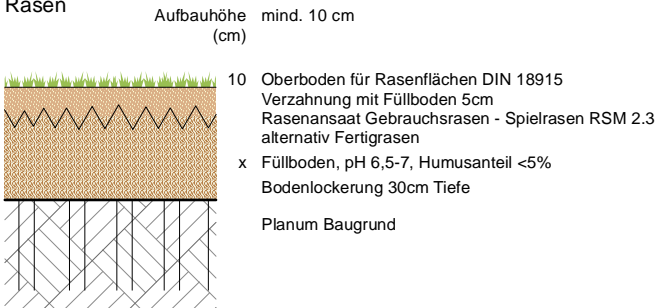 Rasen
Aufbauhöhe mind. 10 cm
(cm)
10 Oberboden für Rasenflächen DIN 18915
Verzahnung mit Füllboden 5cm
Rasenansaat Gebrauchsrasen - Spielrasen RSM 2.3
alternativ Fertigrasen
x Füllboden, pH 6,5-7, Humusanteil <5%
Bodenlockerung 30cm Tiefe
Planum Baugrund